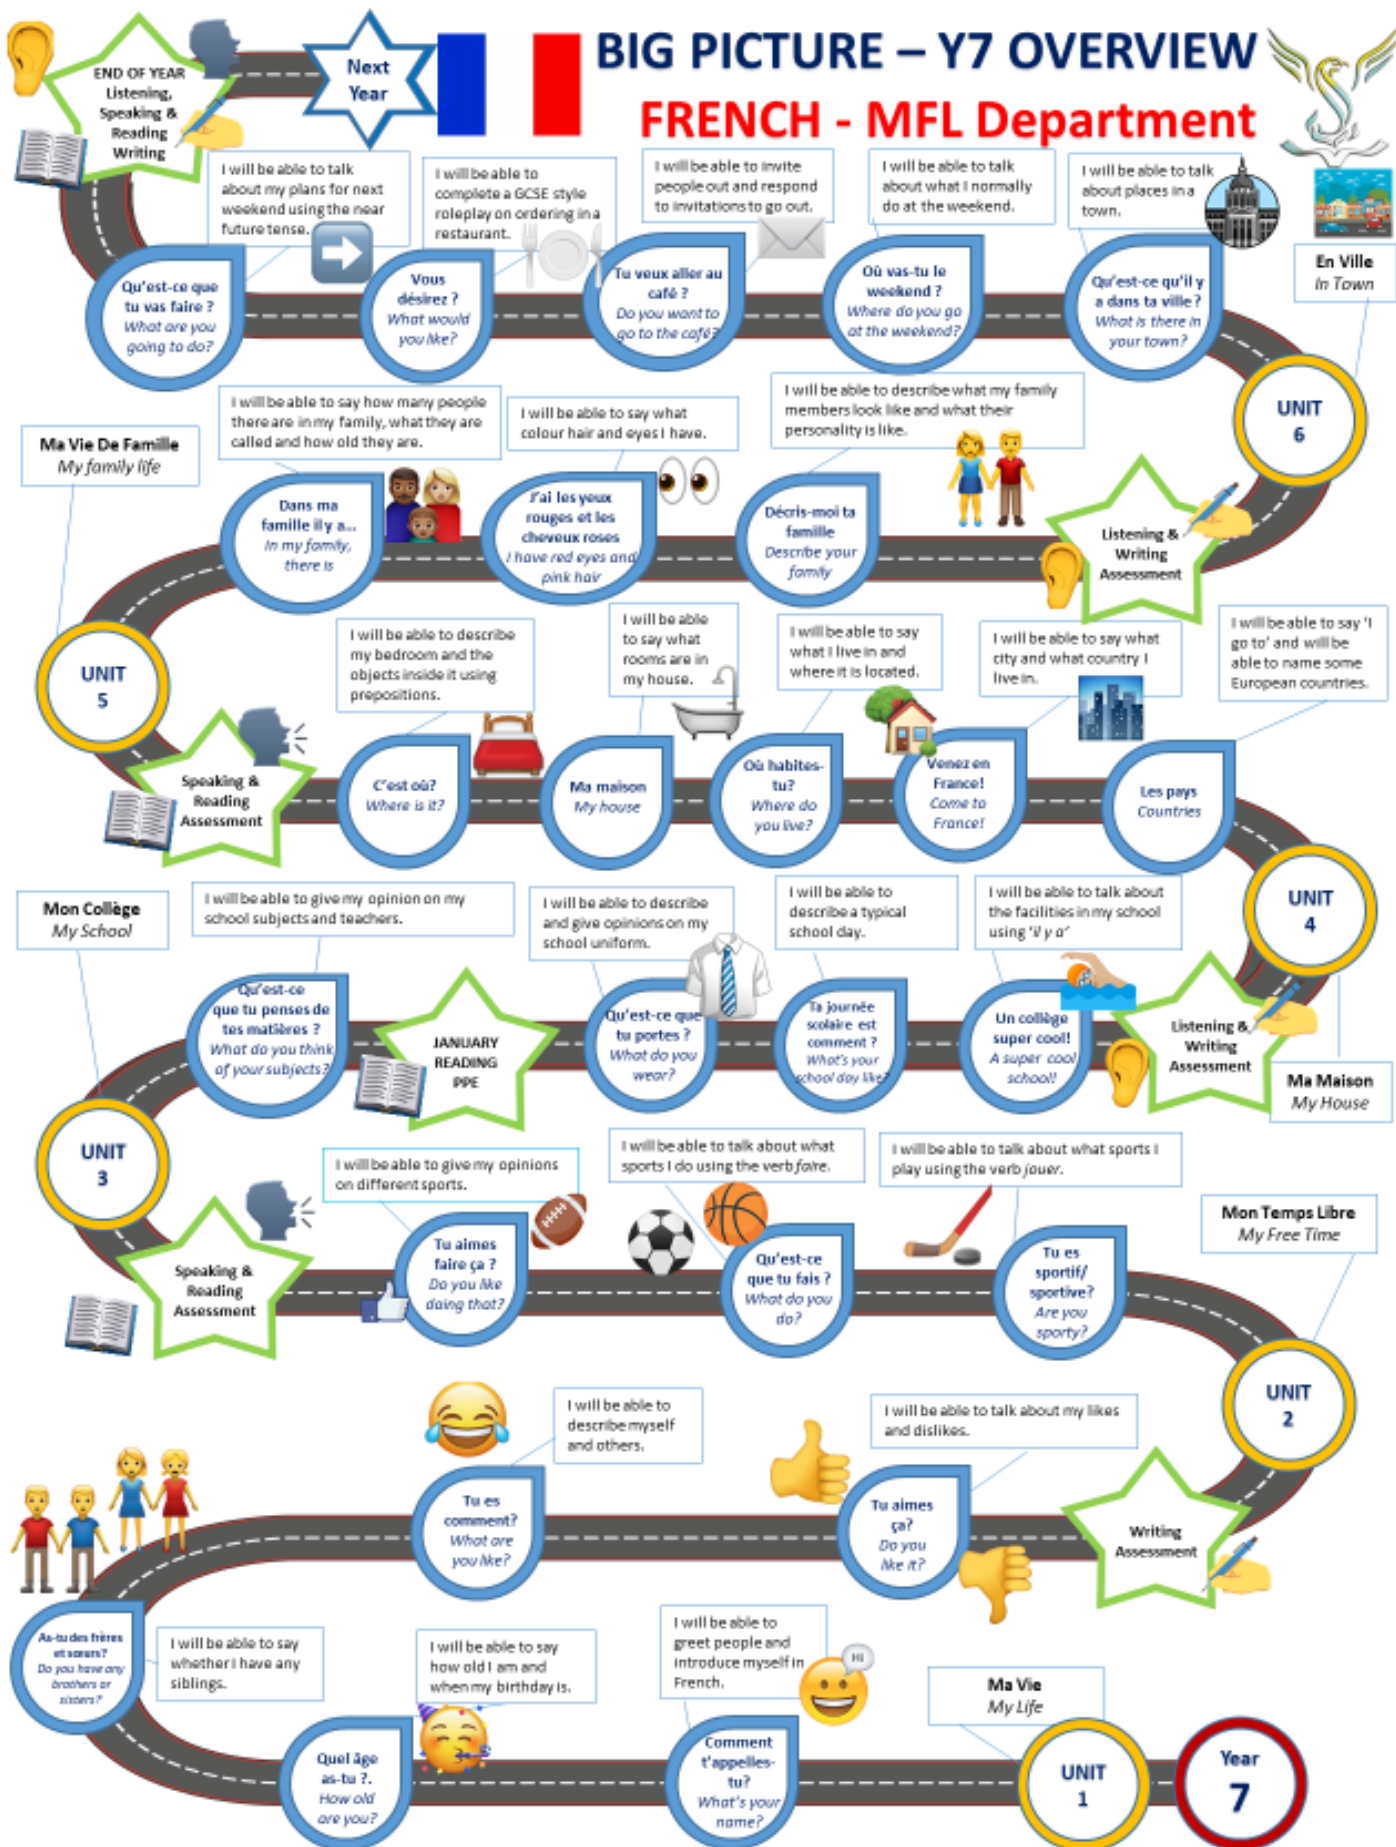 BIG PICTURE – Y7 OVERVIEW
FRENCH - MFL Department
END OF YEAR
Listening,
Speaking &
Reading
Writing
Next
Year
I will be able to talk
about my plans for next
weekend using the near
future tense.
I will be able to
complete a GCSE style
roleplay on ordering in a
restaurant.
I will be able to invite
people out and respond
to invitations to go out.
I will be able to talk
about what I normally
do at the weekend.
I will be able to talk
about places in a
town.
En Ville
In Town
Qu'est-ce que
tu vas faire ?
What are you
going to do?
Vous
désirez ?
What would
you like?
Tu veux aller au
café ?
Do you want to
go to the café?
Où vas-tu le
weekend ?
Where do you go
at the weekend?
Qu'est-ce qu'il y
a dans ta ville ?
What is there in
your town?
UNIT
6
Ma Vie De Famille
My family life
I will be able to say how many people
there are in my family, what they are
called and how old they are.
I will be able to say what
colour hair and eyes I have.
I will be able to describe what my family
members look like and what their
personality is like.
Dans ma
famille il y a...
In my family,
there is
J'ai les yeux
rouges et les
cheveux roses
I have red eyes and
pink hair
Décris-moi ta
famille
Describe your
family
Listening &
Writing
Assessment
UNIT
5
I will be able to describe
my bedroom and the
objects inside it using
prepositions.
I will be able
to say what
rooms are in
my house.
I will be able to say
what I live in and
where it is located.
I will be able to say what
city and what country I
live in.
I will be able to say 'I
go to' and will be
able to name some
European countries.
Speaking &
Reading
Assessment
C'est où?
Where is it?
Ma maison
My house
Où habites-
tu?
Where do
you live?
Venez en
France!
Come to
France!
Les pays
Countries
UNIT
4
Mon Collège
My School
I will be able to give my opinion on my
school subjects and teachers.
I will be able to describe
and give opinions on my
school uniform.
I will be able to
describe a typical
school day.
I will be able to talk about
the facilities in my school
using 'il y a'
Qu'est-ce
que tu penses de
tes matières ?
What do you think
of your subjects?
JANUARY
READING
PPE
Qu'est-ce que
tu portes ?
What do you
wear?
Ta journée
scolaire est
comment ?
What's your
school day like?
Un collège
super cool!
A super cool
school!
Listening &
Writing
Assessment
Ma Maison
My House
UNIT
3
I will be able to give my opinions
on different sports.
I will be able to talk about what
sports I do using the verb faire.
I will be able to talk about what sports I
play using the verb jouer.
Mon Temps Libre
My Free Time
Speaking &
Reading
Assessment
Tu aimes
faire ça ?
Do you like
doing that?
Qu'est-ce
que tu fais ?
What do you
do?
Tu es
sportif/
sportive?
Are you
sporty?
UNIT
2
I will be able to
describe myself
and others.
I will be able to talk about my likes
and dislikes.
Tu es
comment?
What are
you like?
Tu aimes
ça?
Do you
like it?
Writing
Assessment
As-tu des frères
et sœurs?
Do you have any
brothers or
sisters?
I will be able to say
whether I have any
siblings.
I will be able to say
how old I am and
when my birthday is.
I will be able to
greet people and
introduce myself in
French.
Hi
Ma Vie
My Life
Quel âge
as-tu ?.
How old
are you?
Comment
t'appelles-
tu?
What's your
name?
UNIT
1
Year
7